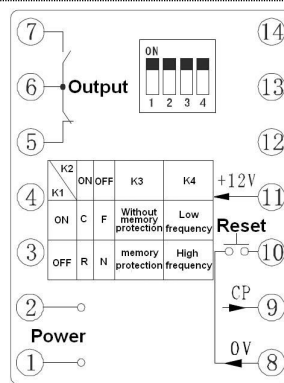 7
14
ON
6
Output
13
1 2 3 4
5
12
K2
K1
ON
OFF
K3
K4
+12V
4
11
ON
C
F
Without
memory
protection
Low
frequency
Reset
3
10
OFF
R
N
memory
protection
High
frequency
2
CP
9
Power
1
0V
8